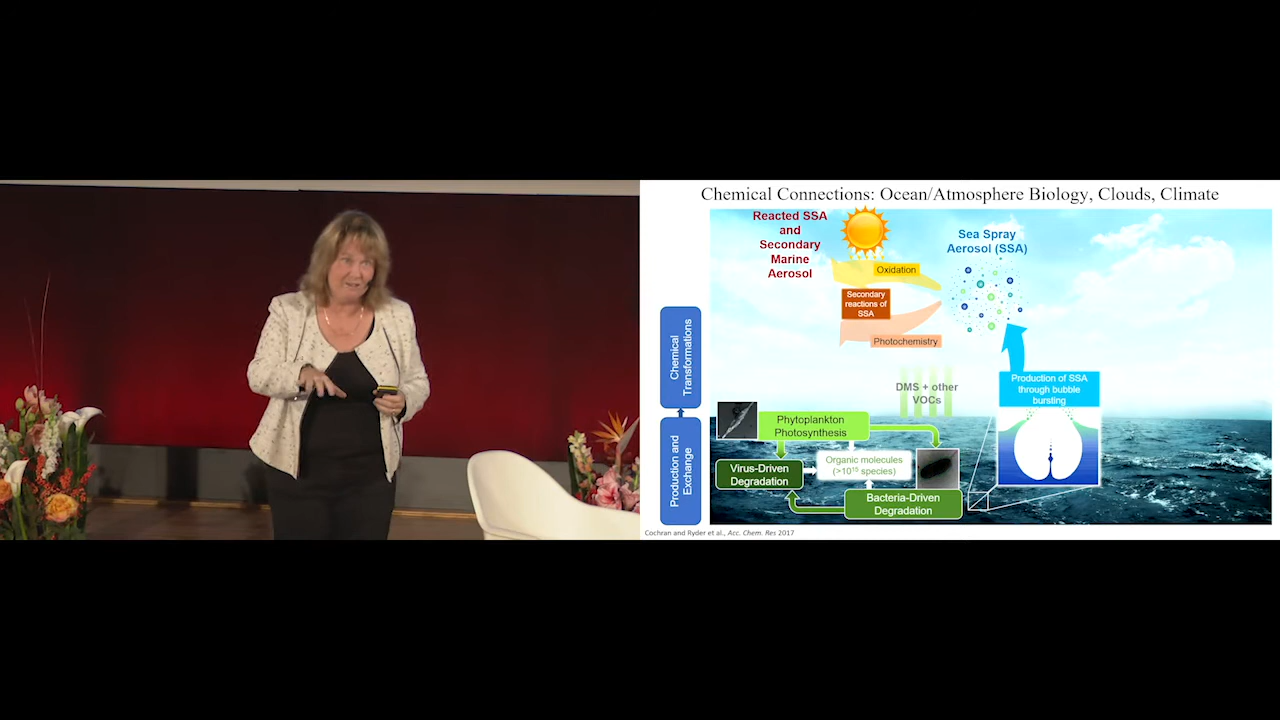 Chemical Connections: Ocean/Atmosphere Biology, Clouds, Climate
Reacted SSA
and
Secondary
Marine
Aerosol
Sea Spray
Aerosol (SSA)
Oxidation
Secondary
reactions of
SSA
Photochemistry
Chemical
Transformations
DMS + other
VOCs
Production of SSA
through bubble
bursting
Phytoplankton
Photosynthesis
Production and
Exchange
Virus-Driven
Degradation
Organic molecules
(>10¹⁵ species)
Bacteria-Driven
Degradation
Cochran and Ryder et al., Acc. Chem. Res 2017